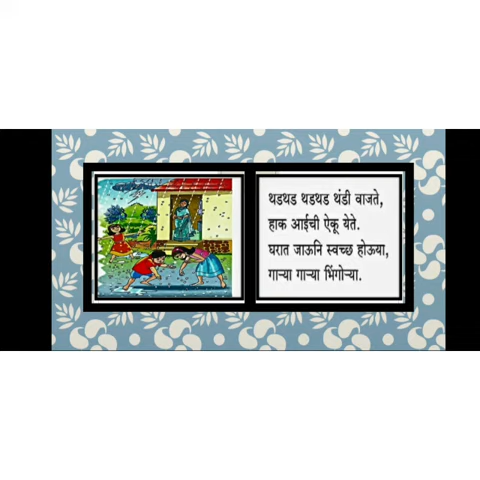 थडथड थडथड थंडी वाजते,
हाक आईची ऐकू येते.
घरात जाऊनि स्वच्छ होऊया,
गाऱ्या गाऱ्या भिंगोऱ्या.